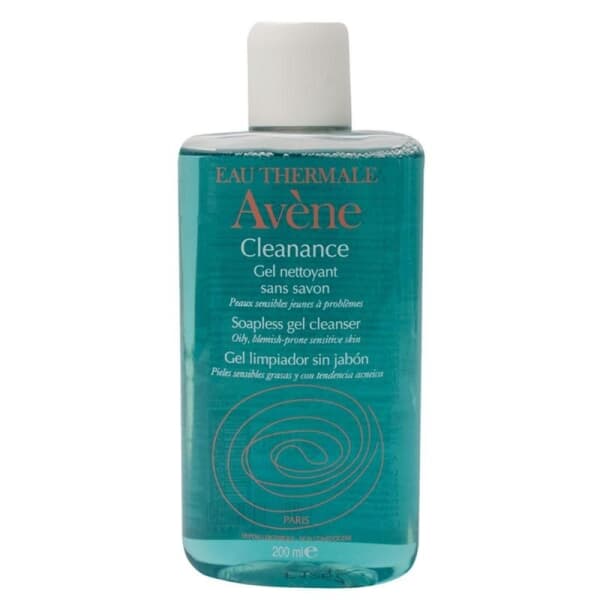 EAU THERMALE
Avène
Cleanance
Gel nettoyant
sans savon
Peaux sensibles jeunes à problèmes
Soapless gel cleanser
Oily, blemish-prone sensitive skin
Gel limpiador sin jabón
Pieles sensibles grasas y con tendencia acneica
PARIS
200 ml e